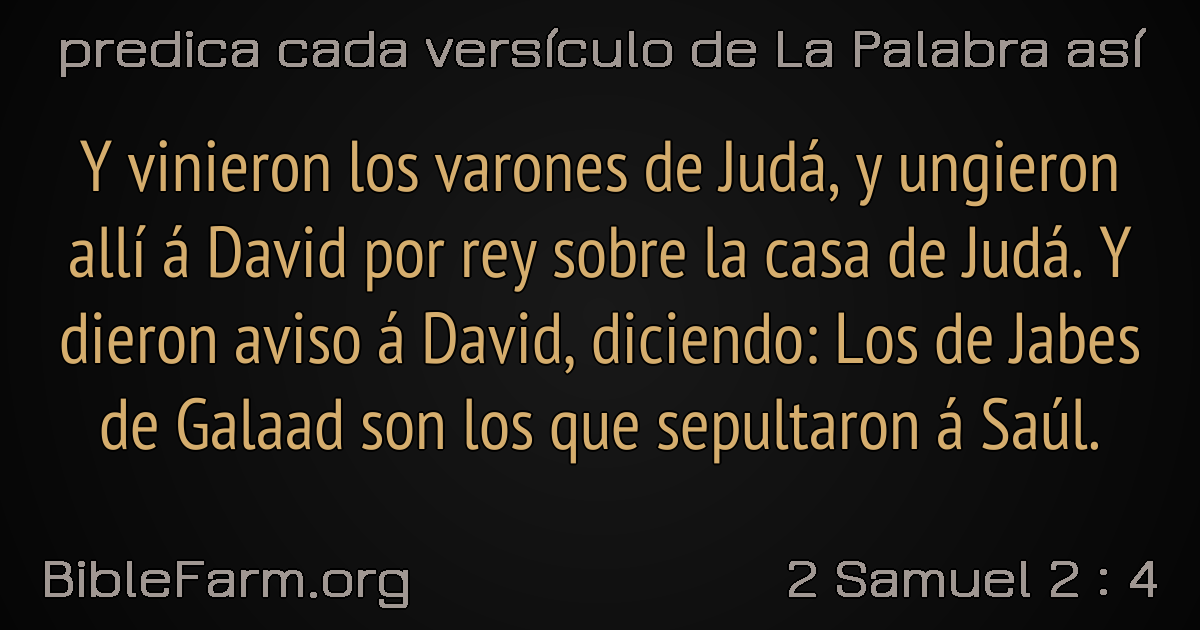 predica cada versículo de La Palabra así
Y vinieron los varones de Judá, y ungieron
allí á David por rey sobre la casa de Judá. Y
dieron aviso á David, diciendo: Los de Jabes
de Galaad son los que sepultaron á Saúl.
BibleFarm.org
2 Samuel 2 : 4